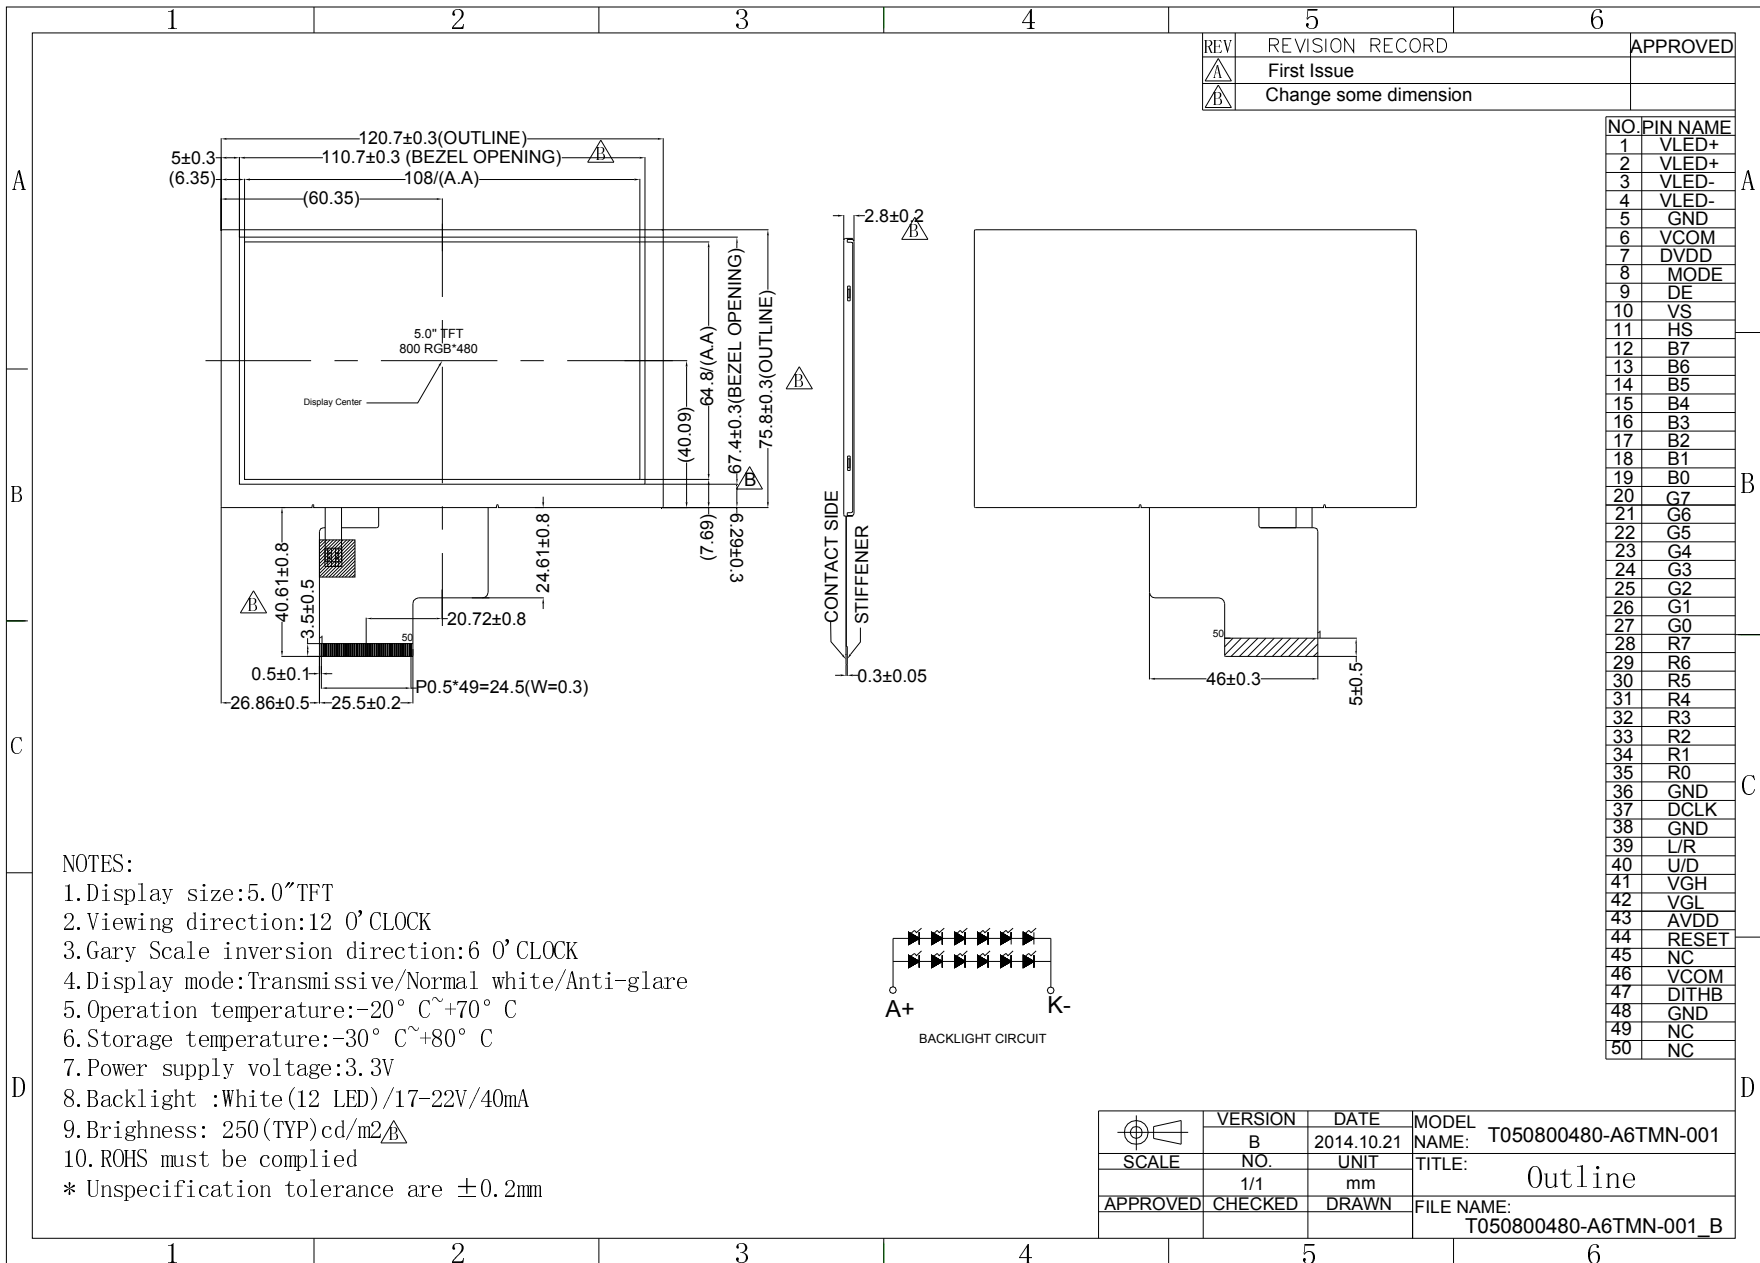 1 2 3 4 5 6
REV REVISION RECORD APPROVED
A First Issue
B Change some dimension
NO. PIN NAME
1 VLED+
2 VLED+
3 VLED-
4 VLED-
5 GND
6 VCOM
7 DVDD
8 MODE
9 DE
10 VS
11 HS
12 B7
13 B6
14 B5
15 B4
16 B3
17 B2
18 B1
19 B0
20 G7
21 G6
22 G5
23 G4
24 G3
25 G2
26 G1
27 G0
28 R7
29 R6
30 R5
31 R4
32 R3
33 R2
34 R1
35 R0
36 GND
37 DCLK
38 GND
39 L/R
40 U/D
41 VGH
42 VGL
43 AVDD
44 RESET
45 NC
46 VCOM
47 DITHB
48 GND
49 NC
50 NC
A
B
C
D
A
B
C
D
120.7±0.3(OUTLINE)
5±0.3 110.7±0.3 (BEZEL OPENING) B
(6.35) 108/(A.A)
(60.35)
5.0" TFT
800 RGB*480
Display Center
(40.09)
64.8/(A.A)
67.4±0.3(BEZEL OPENING)
75.8±0.3(OUTLINE)
B
B
(7.69)
6.29±0.3
24.61±0.8
40.61±0.8
B
3.5±0.5
20.72±0.8
1 50
0.5±0.1
P0.5*49=24.5(W=0.3)
26.86±0.5 25.5±0.2
2.8±0.2
B
CONTACT SIDE
STIFFENER
0.3±0.05
50 1
46±0.3
5±0.5
NOTES:
1.Display size:5.0"TFT
2.Viewing direction:12 O'CLOCK
3.Gary Scale inversion direction:6 O'CLOCK
4.Display mode:Transmissive/Normal white/Anti-glare
5.Operation temperature:-20° C~+70° C
6.Storage temperature:-30° C~+80° C
7.Power supply voltage:3.3V
8.Backlight :White(12 LED)/17-22V/40mA
9.Brighness: 250(TYP)cd/m2 B
10.ROHS must be complied
* Unspecification tolerance are ±0.2mm
A+ K-
BACKLIGHT CIRCUIT
VERSION DATE MODEL NAME: T050800480-A6TMN-001
B 2014.10.21
SCALE NO. UNIT TITLE: Outline
1/1 mm
APPROVED CHECKED DRAWN FILE NAME:
T050800480-A6TMN-001_B
1 2 3 4 5 6